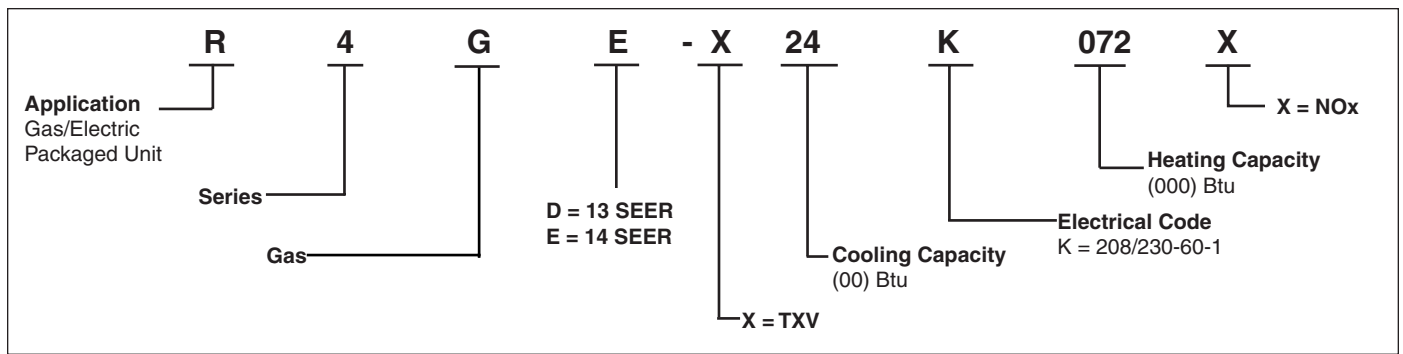 R 4 G E - X 24 K 072 X
Application
Gas/Electric
Packaged Unit
X = NOx
Heating Capacity
(000) Btu
Series
D = 13 SEER
E = 14 SEER
Electrical Code
K = 208/230-60-1
Gas
Cooling Capacity
(00) Btu
X = TXV